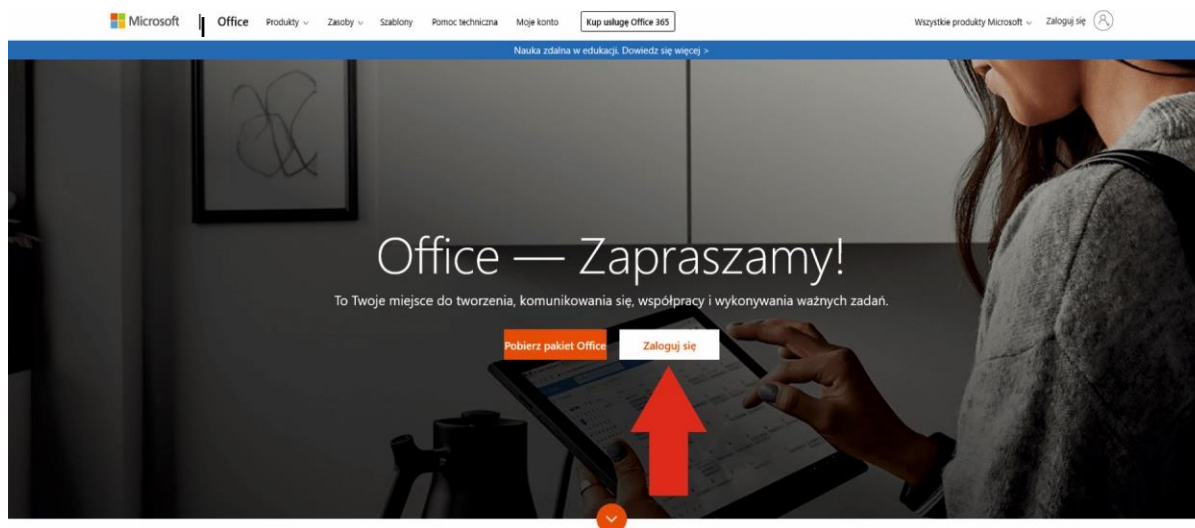 Microsoft | Office Produkty Zasoby Szablony Pomoc techniczna Moje konto Kup usługę Office 365 Wszystkie produkty Microsoft Zaloguj się
Nauka zdalna w edukacji. Dowiedz się więcej >
Office — Zapraszamy!
To Twoje miejsce do tworzenia, komunikowania się, współpracy i wykonywania ważnych zadań.
Pobierz pakiet Office Zaloguj się